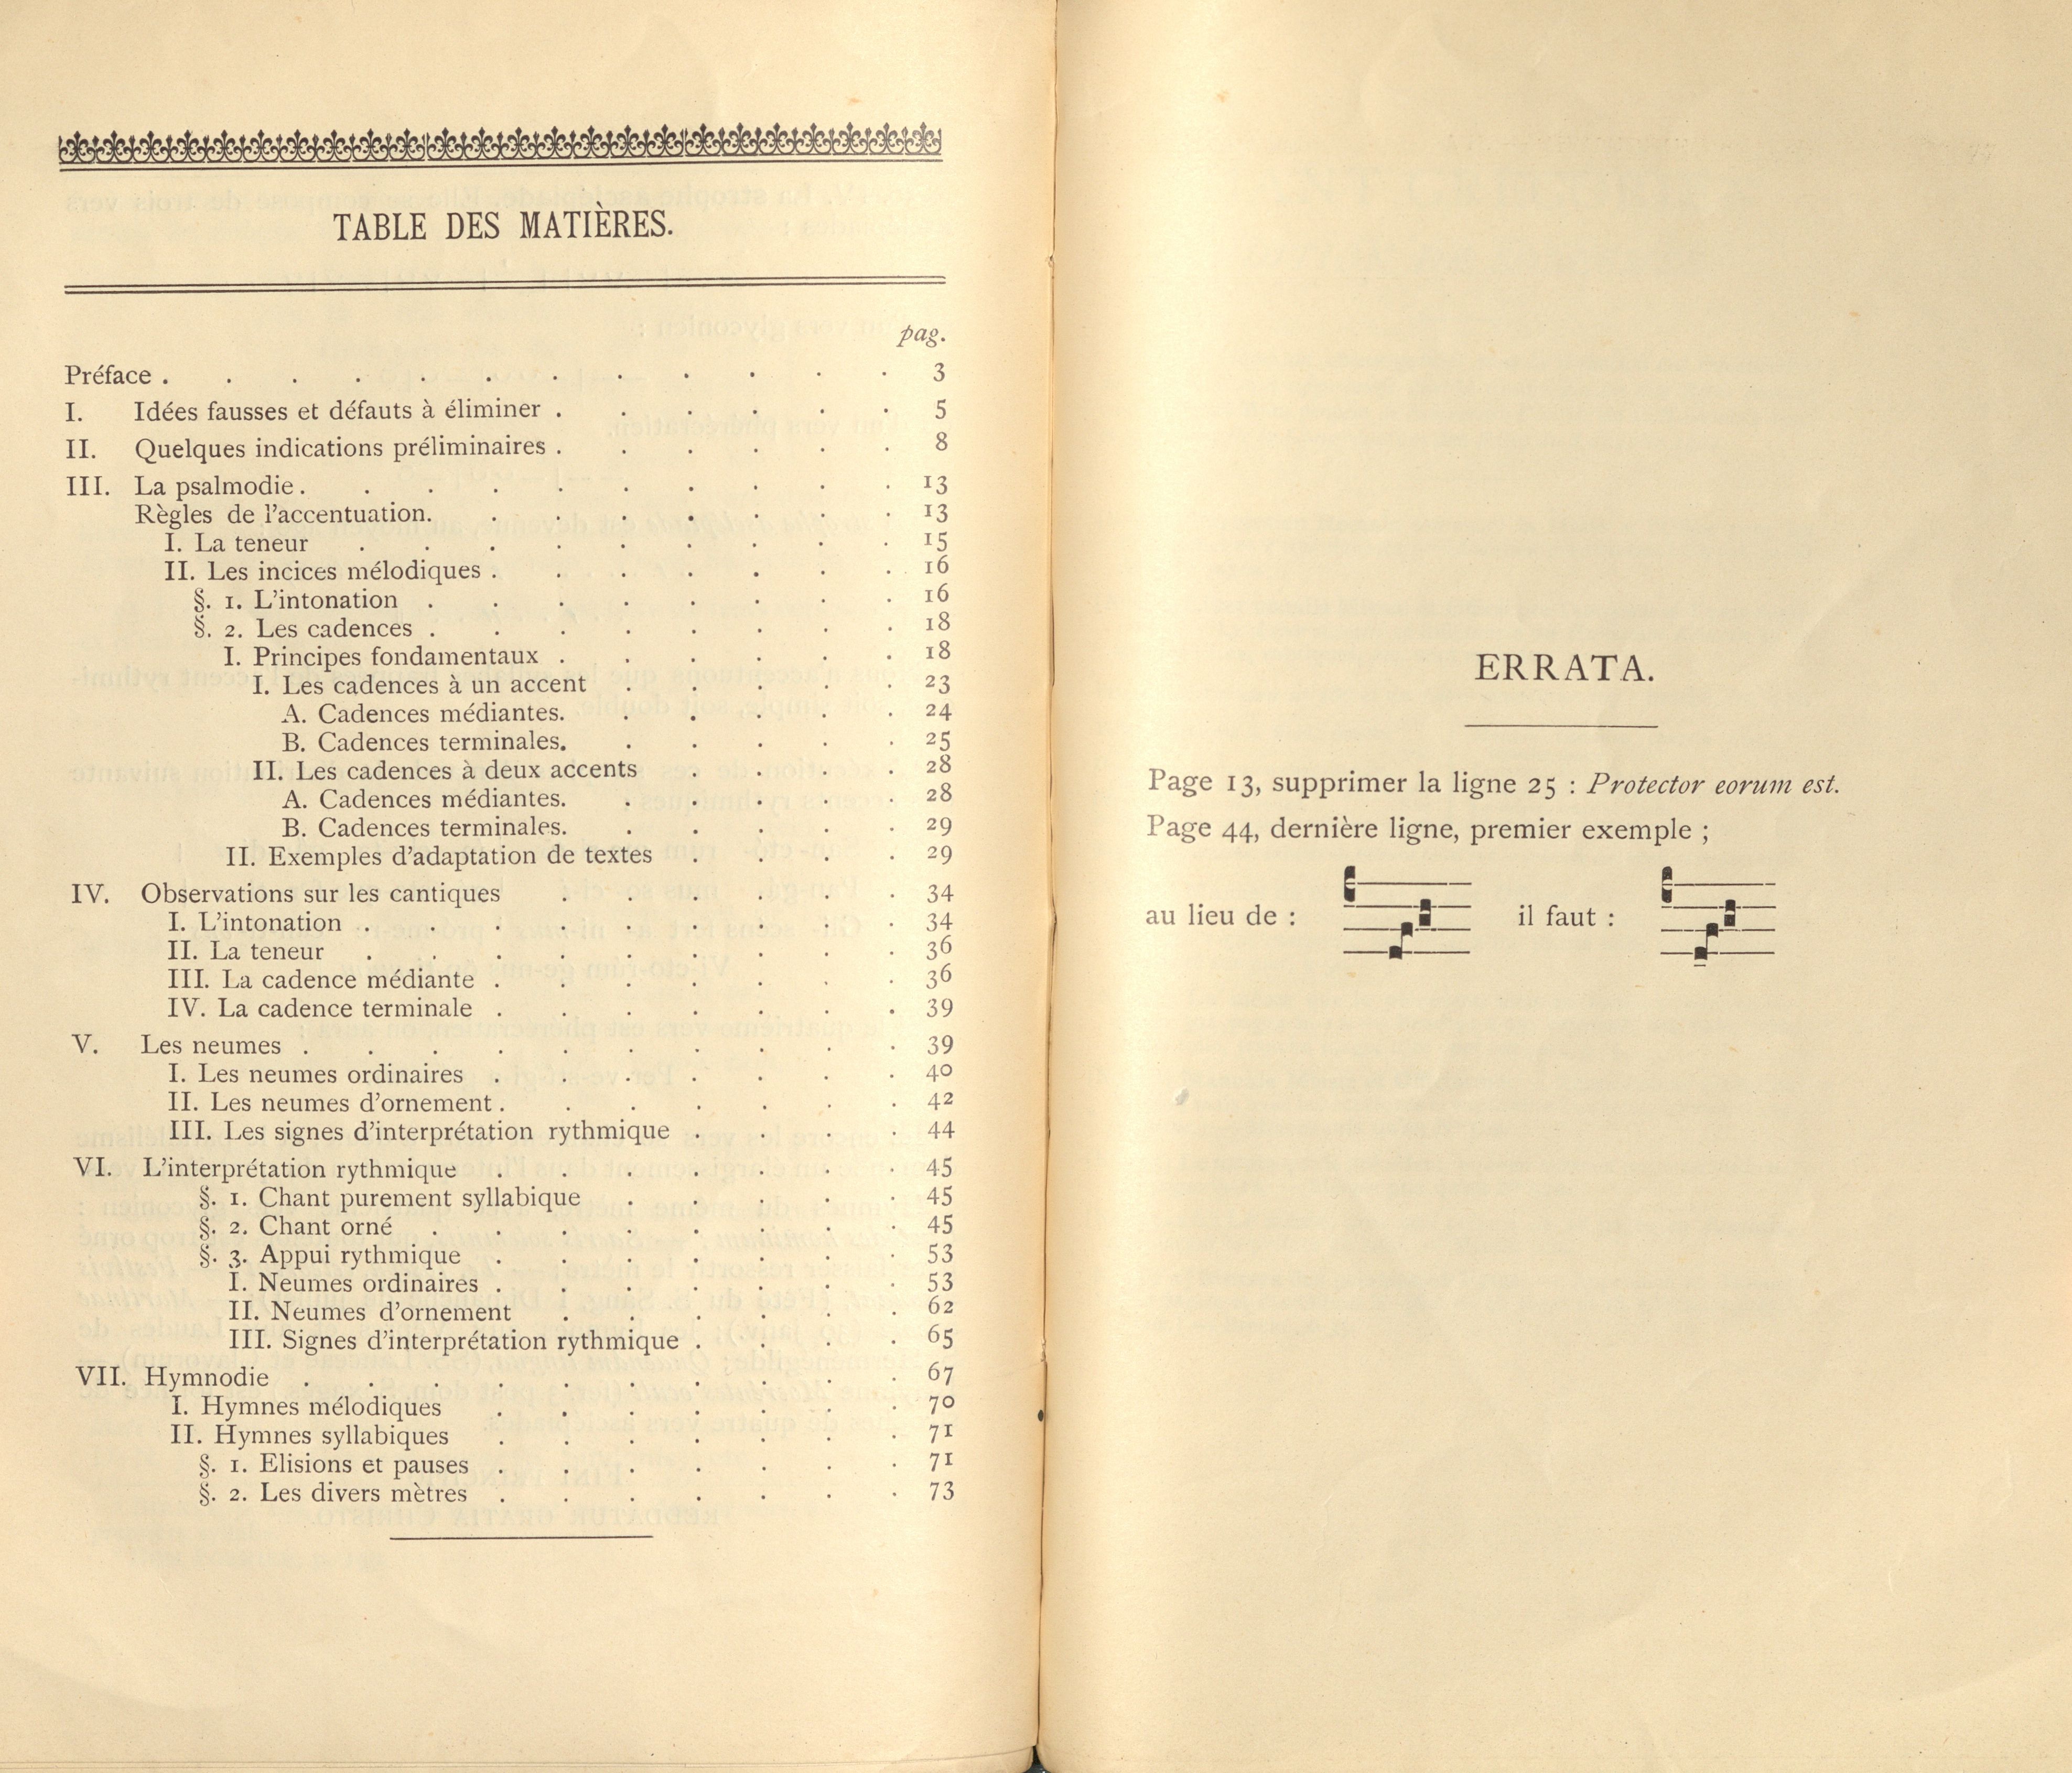 TABLE DES MATIÈRES.
pag.
Préface . . . . . . . . . . . . 3
I. Idées fausses et défauts à éliminer . . . . . . 5
II. Quelques indications préliminaires . . . . . . 8
III. La psalmodie . . . . . . . . . . 13
Règles de l'accentuation. . . . . . . . 13
I. La teneur . . . . . . . . . 15
II. Les incices mélodiques . . . . . . . 16
§. 1. L'intonation . . . . . . . . 16
§. 2. Les cadences . . . . . . . . 18
I. Principes fondamentaux . . . . . . 18
I. Les cadences à un accent . . . . . 23
A. Cadences médiantes. . . . . . 24
B. Cadences terminales. . . . . . 25
II. Les cadences à deux accents . . . . 28
A. Cadences médiantes. . . . . . 28
B. Cadences terminales. . . . . . 29
II. Exemples d'adaptation de textes . . . . 29
IV. Observations sur les cantiques . . . . . . 34
I. L'intonation . . . . . . . . . 34
II. La teneur . . . . . . . . . 36
III. La cadence médiante . . . . . . . 36
IV. La cadence terminale . . . . . . . 39
V. Les neumes . . . . . . . . . . 39
I. Les neumes ordinaires . . . . . . . 40
II. Les neumes d'ornement . . . . . . . 42
III. Les signes d'interprétation rythmique . . . . 44
VI. L'interprétation rythmique . . . . . . . 45
§. 1. Chant purement syllabique . . . . . 45
§. 2. Chant orné . . . . . . . . 45
§. 3. Appui rythmique . . . . . . . 53
I. Neumes ordinaires . . . . . . . 53
II. Neumes d'ornement . . . . . . 62
III. Signes d'interprétation rythmique . . . . 65
VII. Hymnodie . . . . . . . . . . 67
I. Hymnes mélodiques . . . . . . . 70
II. Hymnes syllabiques . . . . . . . 71
§. 1. Elisions et pauses . . . . . . . 71
§. 2. Les divers mètres . . . . . . . 73
ERRATA.
Page 13, supprimer la ligne 25 : Protector eorum est.
Page 44, dernière ligne, premier exemple ;
au lieu de : il faut :